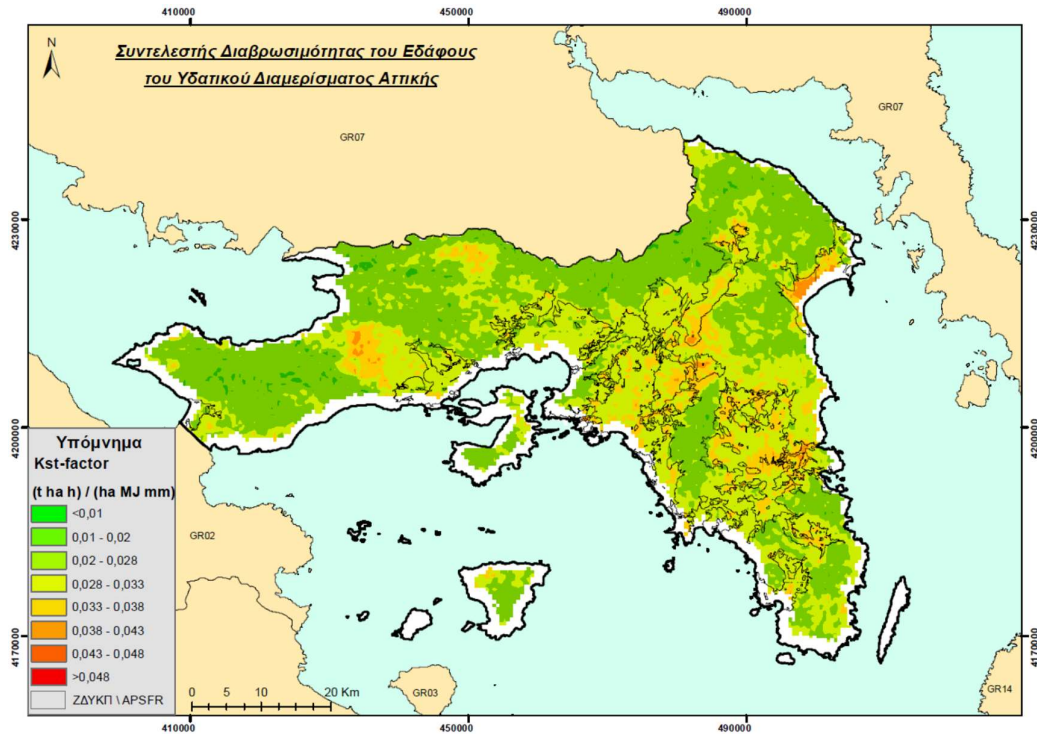 410000 450000 490000
N
Συντελεστής Διαβρωσιμότητας του Εδάφους
του Υδατικού Διαμερίσματος Αττικής
GR07
GR07
4230000
4230000
4200000
4200000
Υπόμνημα
Kst-factor
(t ha h) / (ha MJ mm)
<0,01
0,01 - 0,02
0,02 - 0,028
0,028 - 0,033
0,033 - 0,038
0,038 - 0,043
0,043 - 0,048
>0,048
ΖΔΥΚΠ \ APSFR
GR02
4170000
4170000
0 5 10 20 Km
GR03
GR14
410000 450000 490000